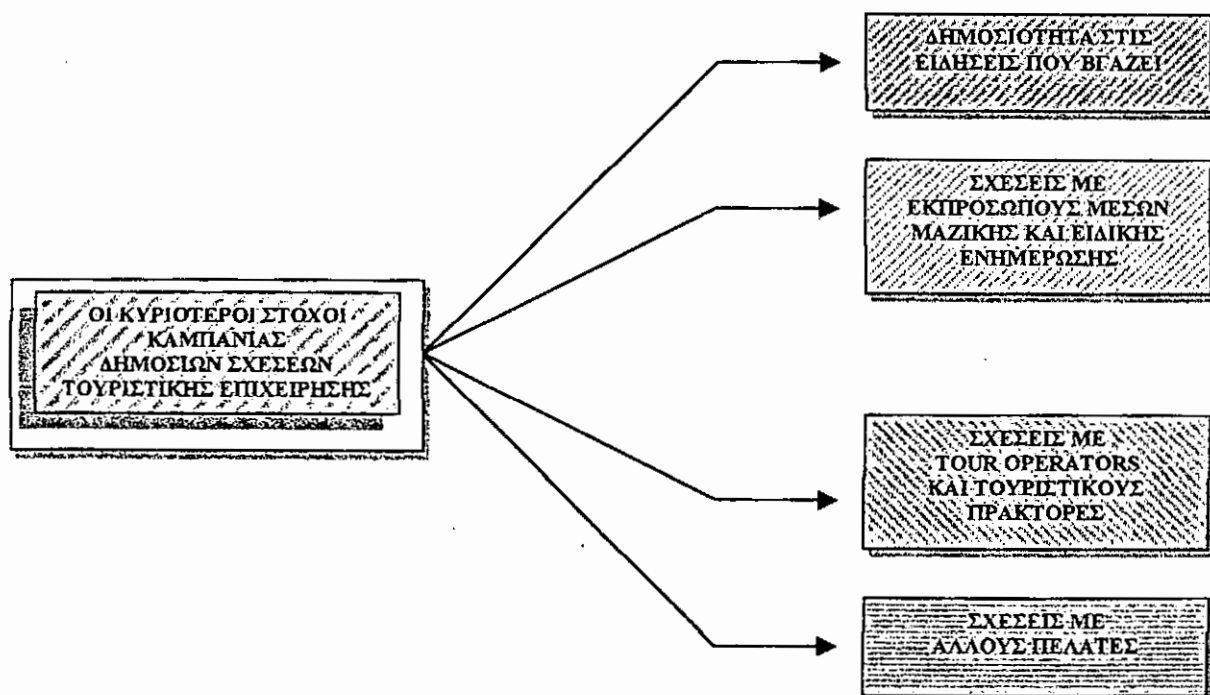 ΔΗΜΟΣΙΟΤΗΤΑ ΣΤΙΣ
ΕΙΔΗΣΕΙΣ ΠΟΥ ΒΓΑΖΕΙ
ΣΧΕΣΕΙΣ ΜΕ
ΕΚΠΡΟΣΩΠΟΥΣ ΜΕΣΩΝ
ΜΑΖΙΚΗΣ ΚΑΙ ΕΙΔΙΚΗΣ
ΕΝΗΜΕΡΩΣΗΣ
ΟΙ ΚΥΡΙΟΤΕΡΟΙ ΣΤΟΧΟΙ
ΚΑΜΠΑΝΙΑΣ
ΔΗΜΟΣΙΩΝ ΣΧΕΣΕΩΝ
ΤΟΥΡΙΣΤΙΚΗΣ ΕΠΙΧΕΙΡΗΣΗΣ
ΣΧΕΣΕΙΣ ΜΕ
TOUR OPERATORS
ΚΑΙ ΤΟΥΡΙΣΤΙΚΟΥΣ
ΠΡΑΚΤΟΡΕΣ
ΣΧΕΣΕΙΣ ΜΕ
ΑΛΛΟΥΣ ΠΕΛΑΤΕΣ